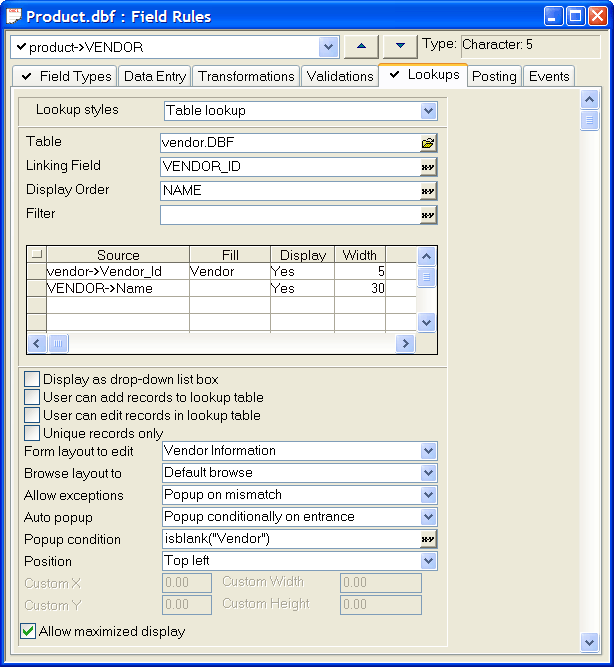 Product.dbf : Field Rules
product->VENDOR Type: Character: 5
Field Types Data Entry Transformations Validations Lookups Posting Events
Lookup styles Table lookup
Table vendor.DBF
Linking Field VENDOR_ID x-y
Display Order NAME x-y
Filter x-y
Source Fill Display Width
vendor->Vendor_Id Vendor Yes 5
VENDOR->Name Yes 30
Display as drop-down list box
User can add records to lookup table
User can edit records in lookup table
Unique records only
Form layout to edit Vendor Information
Browse layout to Default browse
Allow exceptions Popup on mismatch
Auto popup Popup conditionally on entrance
Popup condition isblank("Vendor") x-y
Position Top left
Custom X 0.00 Custom Width 0.00
Custom Y 0.00 Custom Height 0.00
Allow maximized display